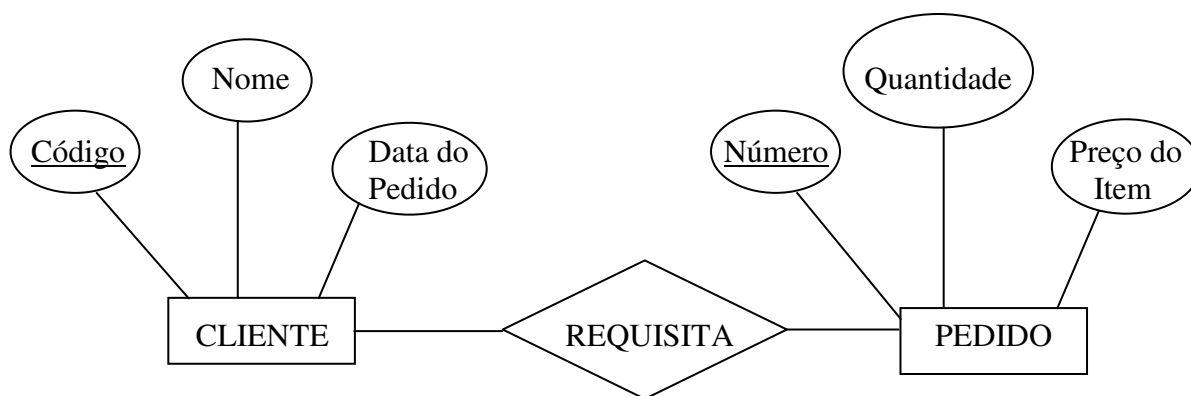 Nome
Quantidade
Código
Data do
Pedido
Número
Preço do
Item
CLIENTE
REQUISITA
PEDIDO